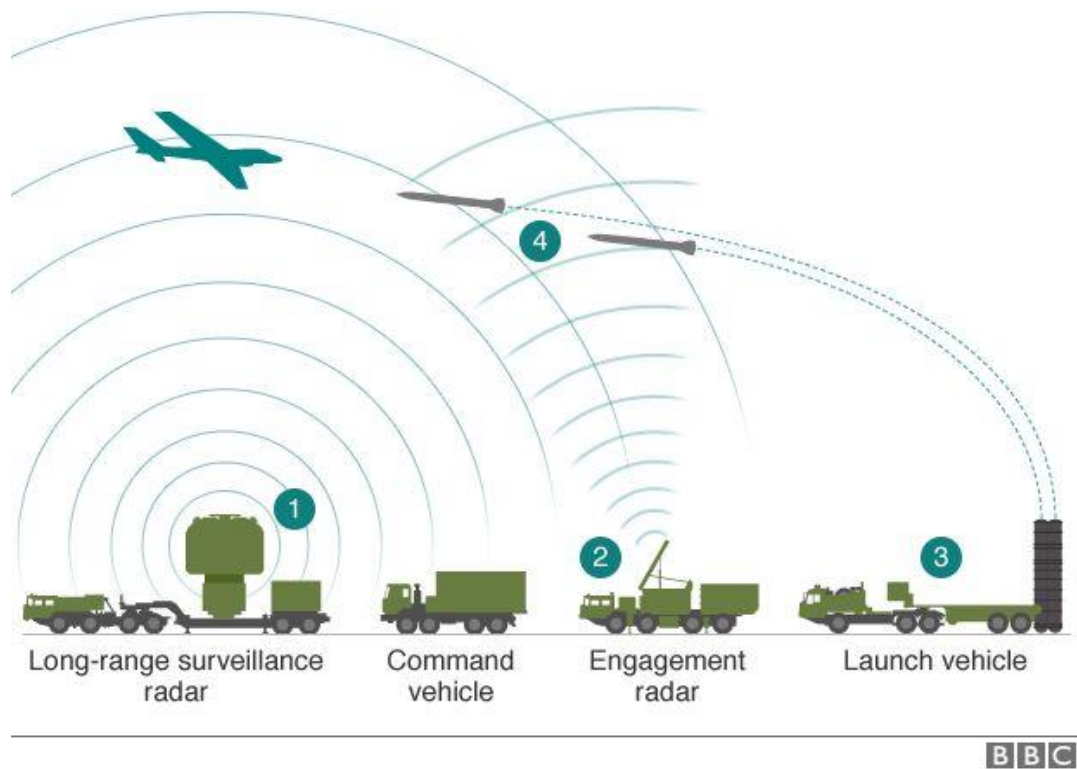 4
1
2
3
Long-range surveillance
radar
Command
vehicle
Engagement
radar
Launch vehicle
BBC